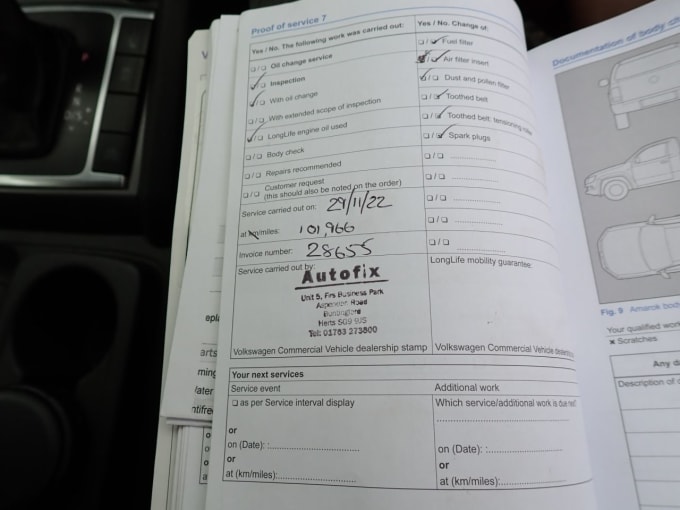 Proof of service 7
Yes / No. The following work was carried out:
□/□ Oil change service
□/□ Inspection
□/□ With oil change
□/□ With extended scope of inspection
□/□ LongLife engine oil used
□/□ Body check
□/□ Repairs recommended
□/□ Customer request
(this should also be noted on the order)
Service carried out on: 29/11/22
at km/miles: 101,966
Invoice number: 28655
Service carried out by:
Autofix
Unit 5, Firs Business Park
Road
Herts SG9 9JS
Tel: 01763 273800
Volkswagen Commercial Vehicle dealership stamp
Yes / No. Change of:
□/□ Fuel filter
□/□ Air filter insert
□/□ Dust and pollen filter
□/□ Toothed belt
□/□ Toothed belt: tensioning
□/□ Spark plugs
□/□ ....................
□/□ ....................
□/□ ....................
□/□ ....................
□/□ ....................
LongLife mobility guarantee:
Volkswagen Commercial Vehicle
Your next services
Service event
□ as per Service interval display
or
on (Date): :....................
or
at (km/miles):....................
Additional work
Which service/additional work is due next?
....................
on (Date): :....................
or
at (km/miles):....................
Documentation of body
Fig. 9 Amarok
Your qualified
× Scratches
Any
Description of